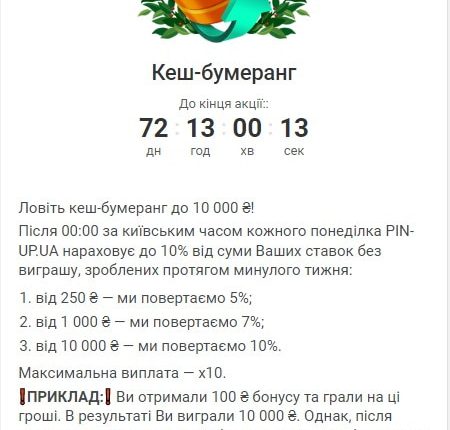 Кеш-бумеранг
До кінця акції::
72 : 13 : 00 : 13
дн год хв сек
Ловіть кеш-бумеранг до 10 000 ₴!
Після 00:00 за київським часом кожного понеділка PIN-
UP.UA нараховує до 10% від суми Ваших ставок без
виграшу, зроблених протягом минулого тижня:
1. від 250 ₴ — ми повертаємо 5%;
2. від 1 000 ₴ — ми повертаємо 7%;
3. від 10 000 ₴ — ми повертаємо 10%.
Максимальна виплата — х10.
❗ПРИКЛАД:❗ Ви отримали 100 ₴ бонусу та грали на ці
гроші. В результаті Ви виграли 10 000 ₴. Однак, після